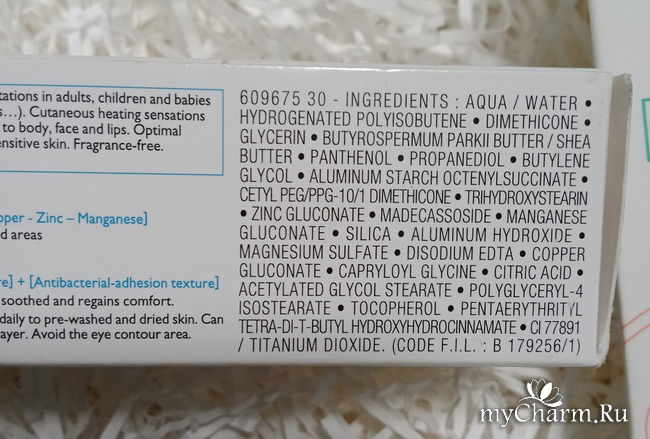 tations in adults, children and babies
s…). Cutaneous heating sensations
to body, face and lips. Optimal
ensitive skin. Fragrance-free.
pper - Zinc – Manganese]
d areas
re] + [Antibacterial-adhesion texture]
soothed and regains comfort.
daily to pre-washed and dried skin. Can
ayer. Avoid the eye contour area.
609675 30 - INGREDIENTS : AQUA / WATER •
HYDROGENATED POLYISOBUTENE • DIMETHICONE •
GLYCERIN • BUTYROSPERMUM PARKII BUTTER / SHEA
BUTTER • PANTHENOL • PROPANEDIOL • BUTYLENE
GLYCOL • ALUMINUM STARCH OCTENYLSUCCINATE •
CETYL PEG/PPG-10/1 DIMETHICONE • TRIHYDROXYSTEARIN
• ZINC GLUCONATE • MADECASSOSIDE • MANGANESE
GLUCONATE • SILICA • ALUMINUM HYDROXIDE •
MAGNESIUM SULFATE • DISODIUM EDTA • COPPER
GLUCONATE • CAPRYLOYL GLYCINE • CITRIC ACID •
ACETYLATED GLYCOL STEARATE • POLYGLYCERYL-4
ISOSTEARATE • TOCOPHEROL • PENTAERYTHRITYL
TETRA-DI-T-BUTYL HYDROXYHYDROCINNAMATE • CI 77891
/ TITANIUM DIOXIDE. (CODE F.I.L. : B 179256/1)
myCharm.Ru